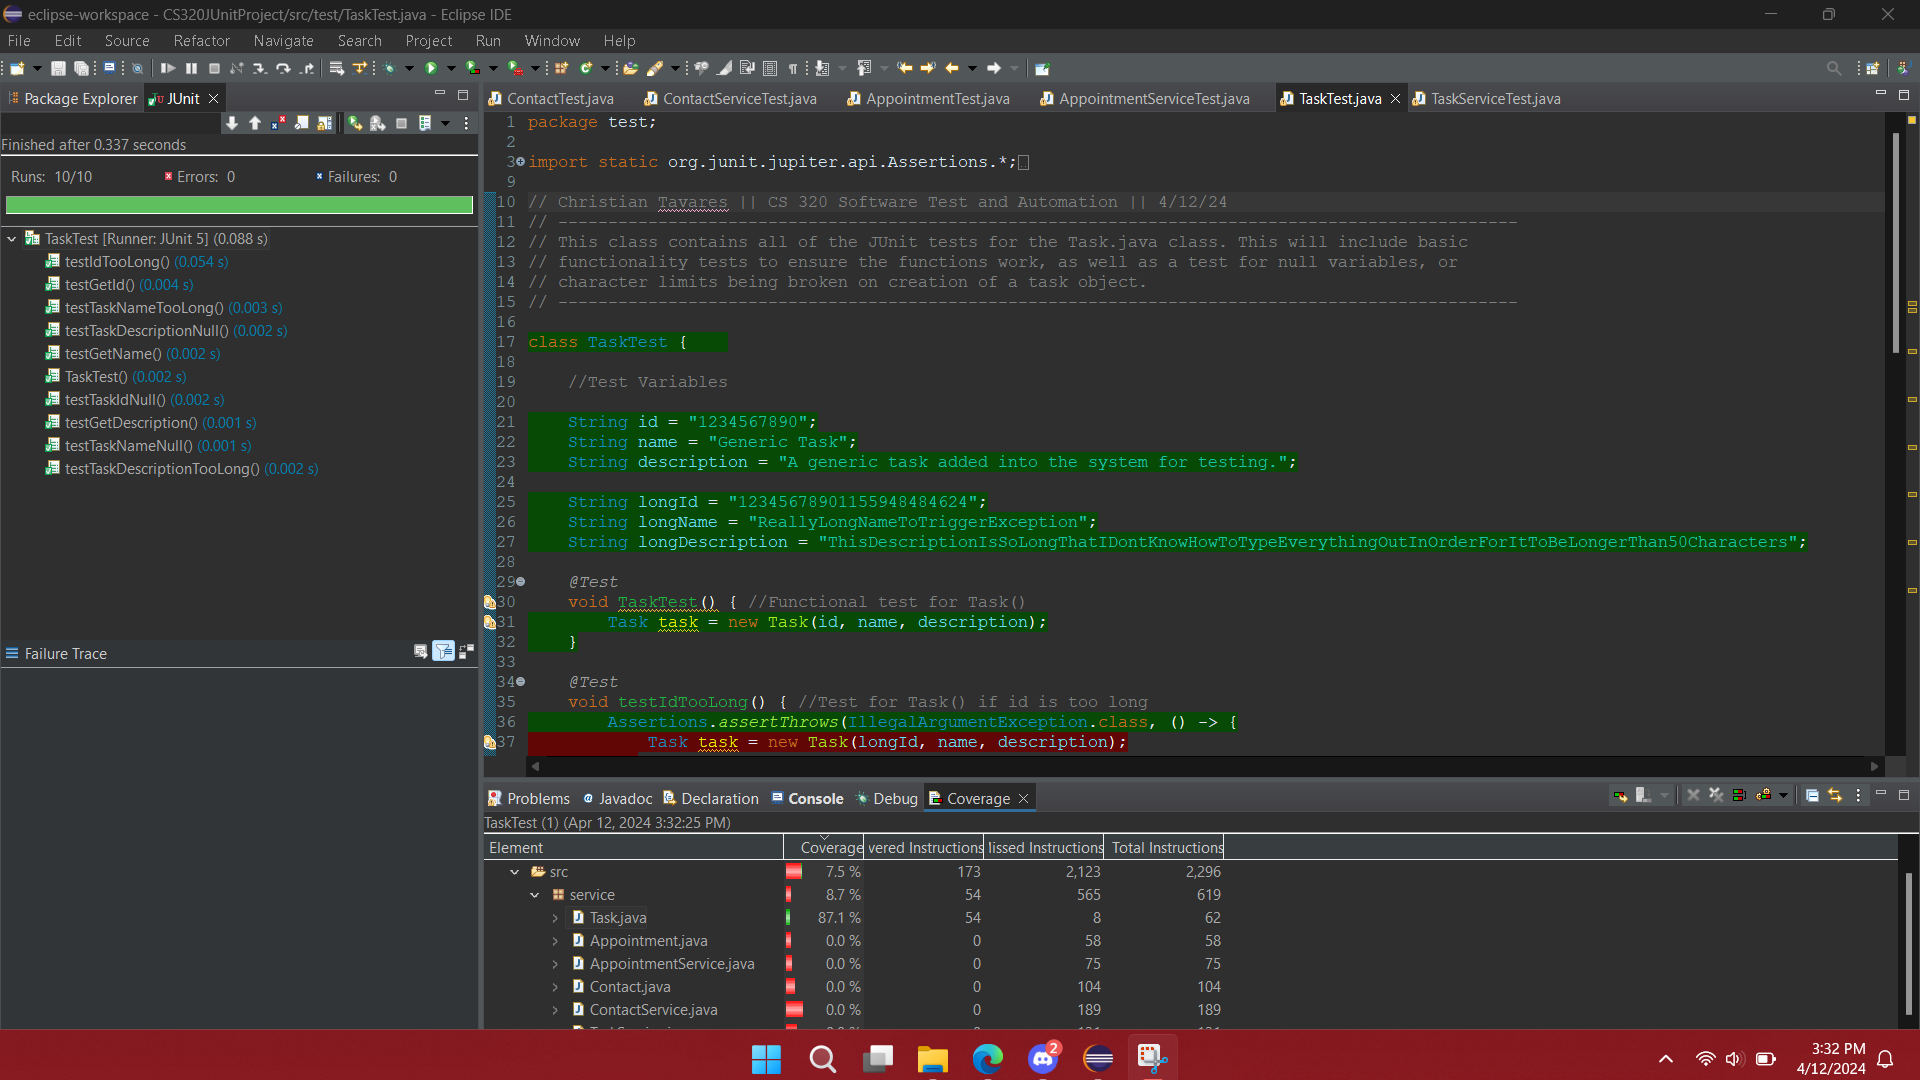 eclipse-workspace - CS320JUnitProject/src/test/TaskTest.java - Eclipse IDE
File Edit Source Refactor Navigate Search Project Run Window Help
Package Explorer JUnit
Finished after 0.337 seconds
Runs: 10/10 Errors: 0 Failures: 0
TaskTest [Runner: JUnit 5] (0.088 s)
testIdTooLong() (0.054 s)
testGetId() (0.004 s)
testTaskNameTooLong() (0.003 s)
testTaskDescriptionNull() (0.002 s)
testGetName() (0.002 s)
TaskTest() (0.002 s)
testTaskIdNull() (0.002 s)
testGetDescription() (0.001 s)
testTaskNameNull() (0.001 s)
testTaskDescriptionTooLong() (0.002 s)
Failure Trace
ContactTest.java ContactServiceTest.java AppointmentTest.java AppointmentServiceTest.java TaskTest.java TaskServiceTest.java
1 package test;
2
3 import static org.junit.jupiter.api.Assertions.*;
9
10 // Christian Tavares || CS 320 Software Test and Automation || 4/12/24
11 // ------------------------------------------------------------------------------------------------
12 // This class contains all of the JUnit tests for the Task.java class. This will include basic
13 // functionality tests to ensure the functions work, as well as a test for null variables, or
14 // character limits being broken on creation of a task object.
15 // ------------------------------------------------------------------------------------------------
16
17 class TaskTest {
18
19 //Test Variables
20
21 String id = "1234567890";
22 String name = "Generic Task";
23 String description = "A generic task added into the system for testing.";
24
25 String longId = "12345678901155948484624";
26 String longName = "ReallyLongNameToTriggerException";
27 String longDescription = "ThisDescriptionIsSoLongThatIDontKnowHowToTypeEverythingOutInOrderForItToBeLongerThan50Characters";
28
29 @Test
30 void TaskTest() { //Functional test for Task()
31 Task task = new Task(id, name, description);
32 }
33
34 @Test
35 void testIdTooLong() { //Test for Task() if id is too long
36 Assertions.assertThrows(IllegalArgumentException.class, () -> {
37 Task task = new Task(longId, name, description);
Problems Javadoc Declaration Console Debug Coverage
TaskTest (1) (Apr 12, 2024 3:32:25 PM)
Element Coverage vered Instructions lissed Instructions Total Instructions
src 7.5 % 173 2,123 2,296
service 8.7 % 54 565 619
Task.java 87.1 % 54 8 62
Appointment.java 0.0 % 0 58 58
AppointmentService.java 0.0 % 0 75 75
Contact.java 0.0 % 0 104 104
ContactService.java 0.0 % 0 189 189
2
3:32 PM
4/12/2024